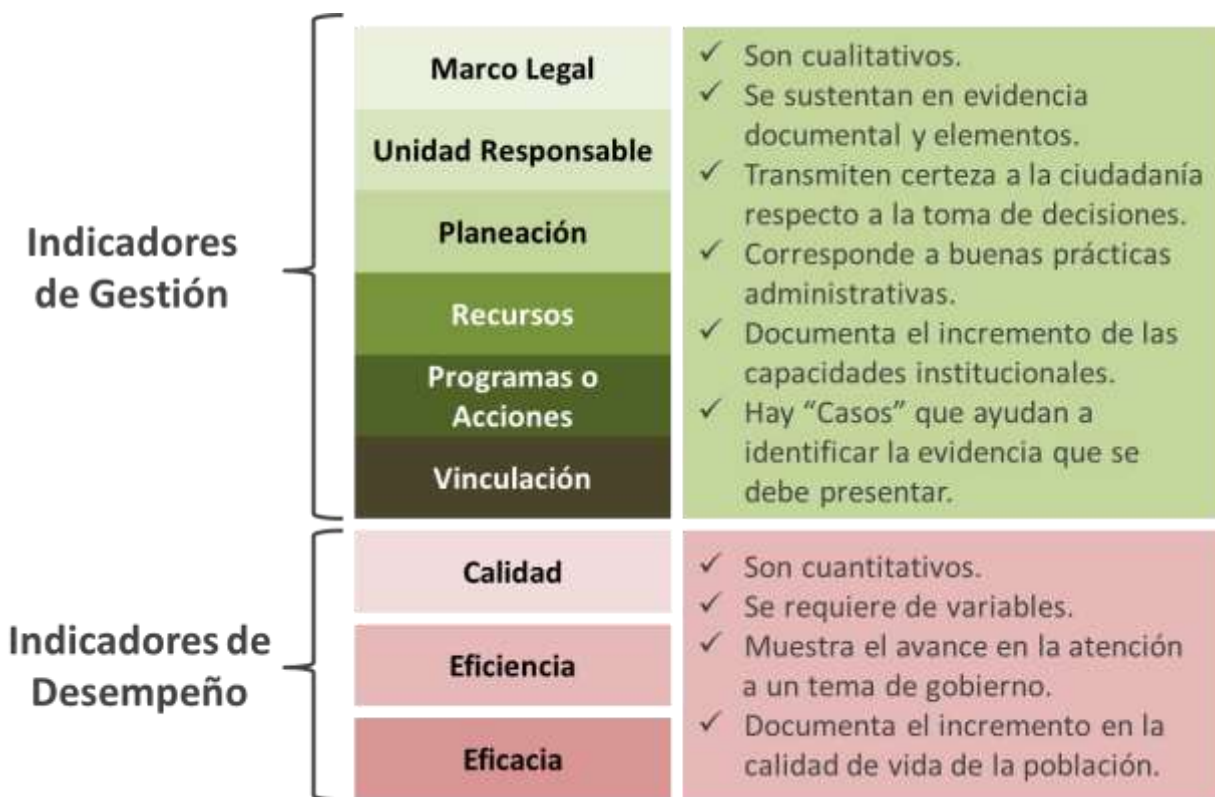 Indicadores
de Gestión
Marco Legal
Unidad Responsable
Planeación
Recursos
Programas o
Acciones
Vinculación
✓ Son cualitativos.
✓ Se sustentan en evidencia
documental y elementos.
✓ Transmiten certeza a la ciudadanía
respecto a la toma de decisiones.
✓ Corresponde a buenas prácticas
administrativas.
✓ Documenta el incremento de las
capacidades institucionales.
✓ Hay “Casos” que ayudan a
identificar la evidencia que se
debe presentar.
Indicadores de
Desempeño
Calidad
Eficiencia
Eficacia
✓ Son cuantitativos.
✓ Se requiere de variables.
✓ Muestra el avance en la atención
a un tema de gobierno.
✓ Documenta el incremento en la
calidad de vida de la población.